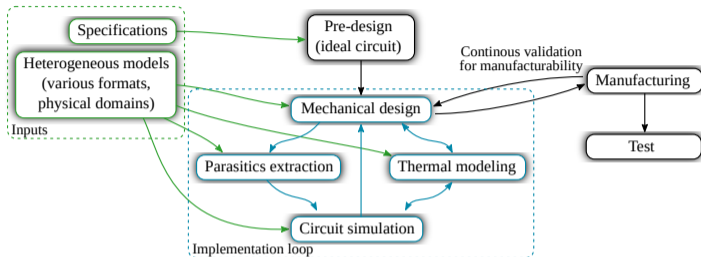 Specifications
Heterogeneous models
(various formats,
physical domains)
Inputs
Pre-design
(ideal circuit)
Mechanical design
Parasitics extraction
Thermal modeling
Circuit simulation
Implementation loop
Continous validation
for manufacturability
Manufacturing
Test